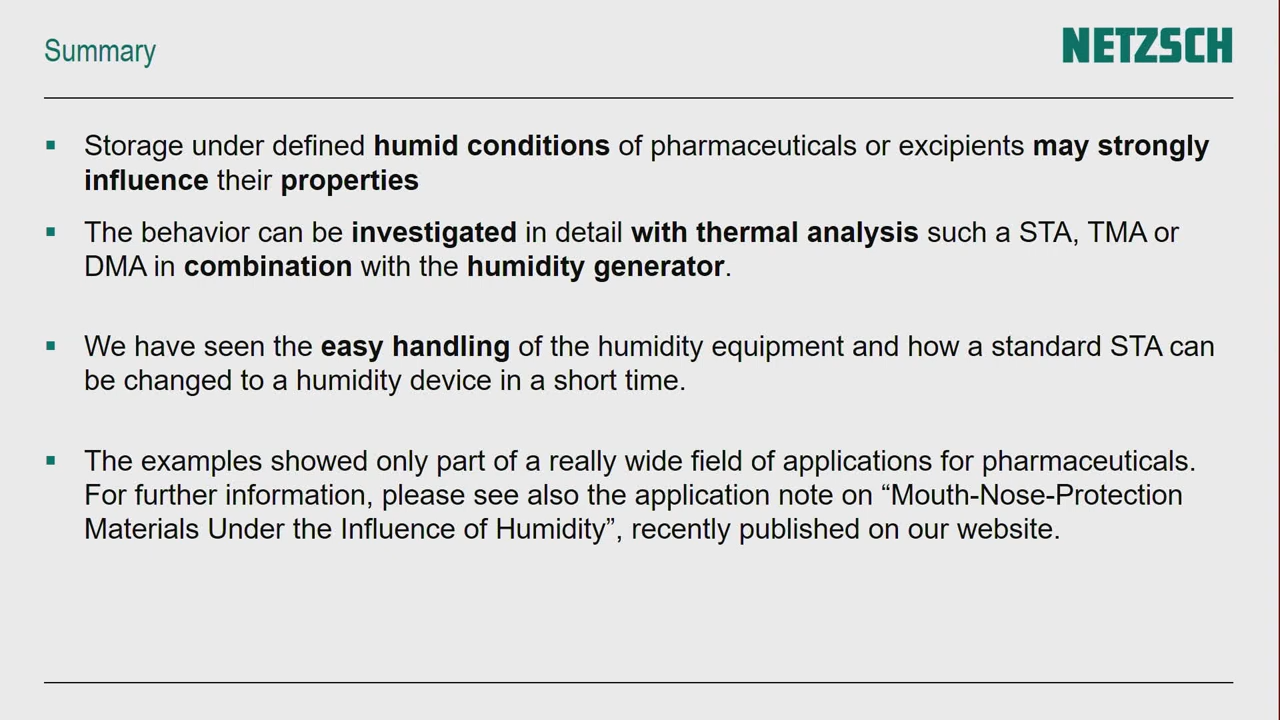 Summary
NETZSCH
Storage under defined humid conditions of pharmaceuticals or excipients may strongly
influence their properties
The behavior can be investigated in detail with thermal analysis such a STA, TMA or
DMA in combination with the humidity generator.
We have seen the easy handling of the humidity equipment and how a standard STA can
be changed to a humidity device in a short time.
The examples showed only part of a really wide field of applications for pharmaceuticals.
For further information, please see also the application note on “Mouth-Nose-Protection
Materials Under the Influence of Humidity”, recently published on our website.